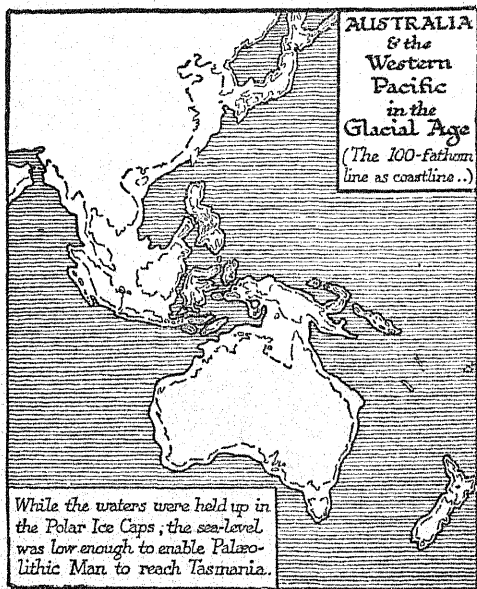 AUSTRALIA
& the
Western
Pacific
in the
Glacial Age
(The 100-fathom
line as coastline..)
While the waters were held up in
the Polar Ice Caps, the sea-level
was low enough to enable Palæo-
lithic Man to reach Tasmania..